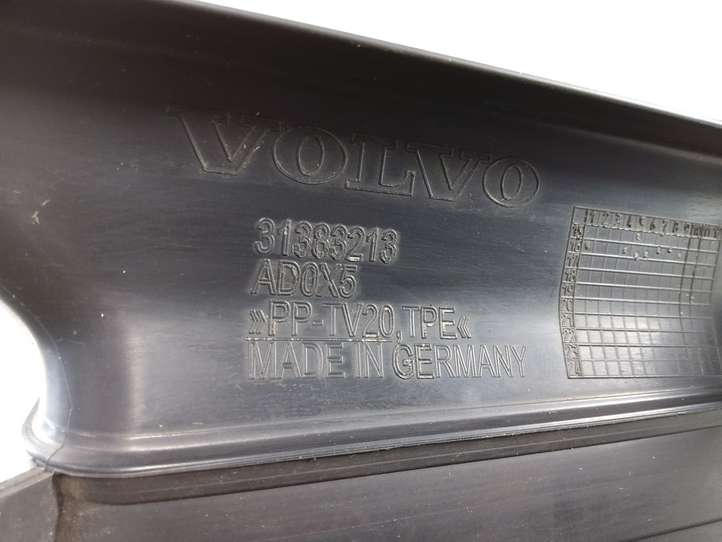 VOLVO
31383213
AD0X5
»PP-TV20,TPE«
MADE IN GERMANY